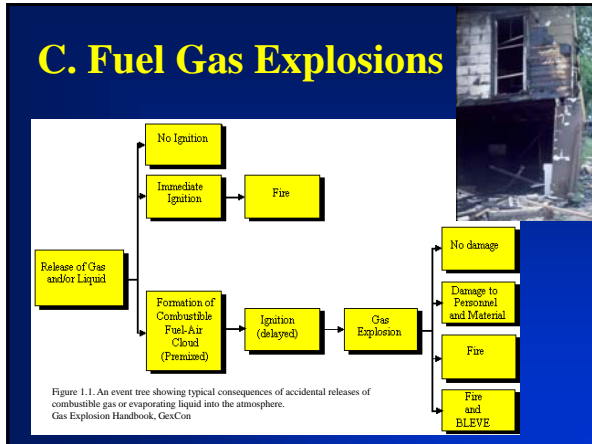 C. Fuel Gas Explosions
No Ignition
Immediate
Ignition
Fire
Release of Gas
and/or Liquid
Formation of
Combustible
Fuel-Air
Cloud
(Premixed)
Ignition
(delayed)
Gas
Explosion
No damage
Damage to
Personnel
and Material
Fire
Fire
and
BLEVE
Figure 1.1. An event tree showing typical consequences of accidental releases of
combustible gas or evaporating liquid into the atmosphere.
Gas Explosion Handbook, GexCon